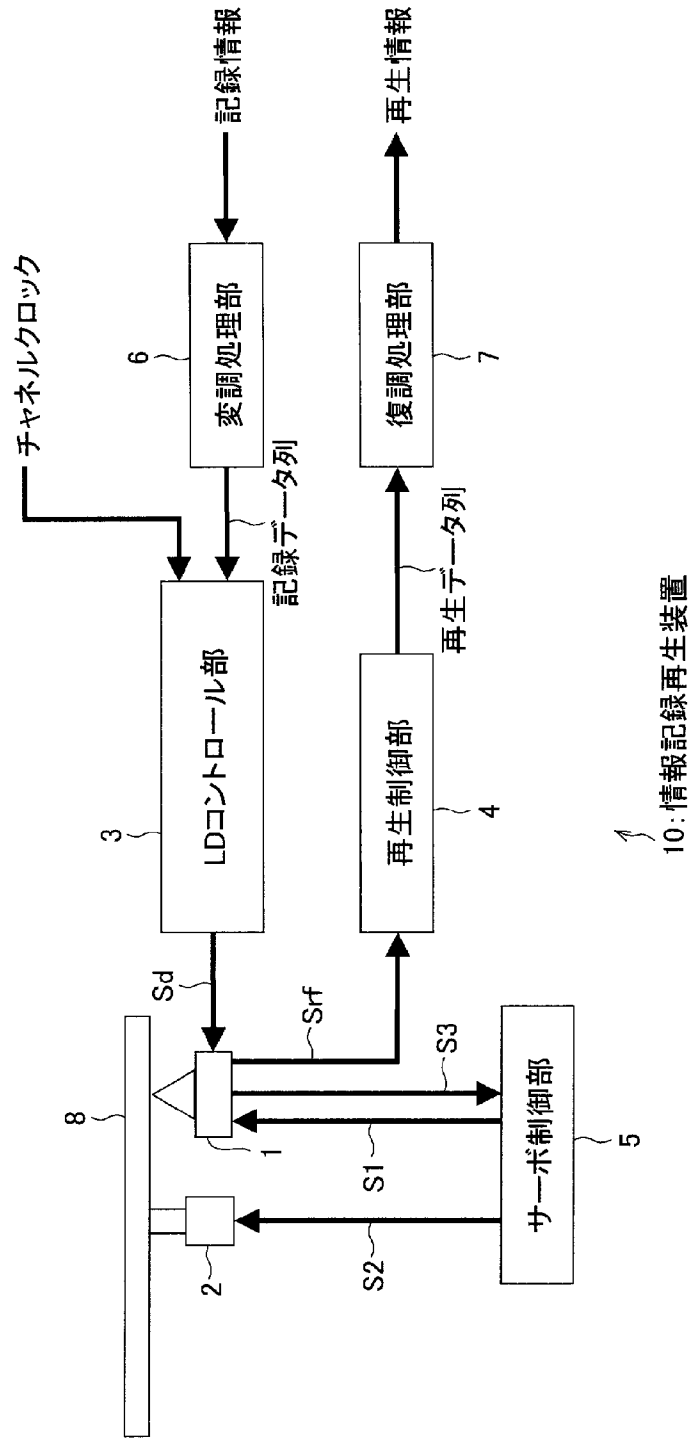 チャネルクロック
記録情報
6
変調処理部
記録データ列
3
LDコントロール部
Sd
再生情報
7
復調処理部
再生データ列
4
再生制御部
Srf
8
1
2
S3
S1
S2
5
サーボ制御部
10:情報記録再生装置